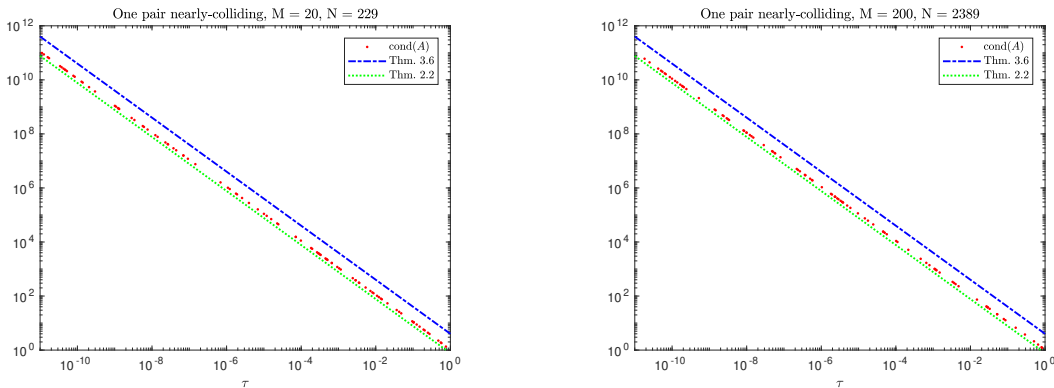 One pair nearly-colliding, M = 20, N = 229
10^12
10^10
10^8
10^6
10^4
10^2
10^0
cond(A)
Thm. 3.6
Thm. 2.2
10^-10
10^-8
10^-6
10^-4
10^-2
10^0
τ
One pair nearly-colliding, M = 200, N = 2389
10^12
10^10
10^8
10^6
10^4
10^2
10^0
cond(A)
Thm. 3.6
Thm. 2.2
10^-10
10^-8
10^-6
10^-4
10^-2
10^0
τ